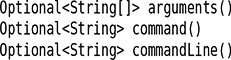 Optional<String[]> arguments()
Optional<String> command()
Optional<String> commandLine()